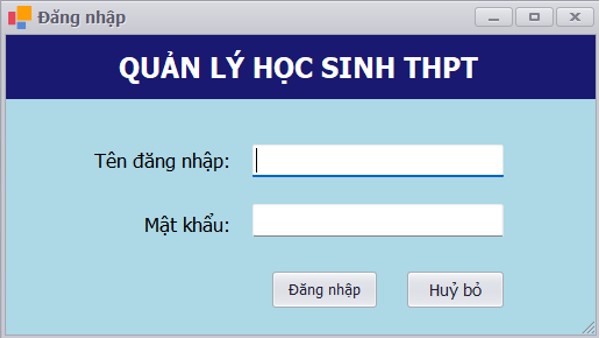 Đăng nhập
QUẢN LÝ HỌC SINH THPT
Tên đăng nhập:
Mật khẩu:
Đăng nhập Huỷ bỏ